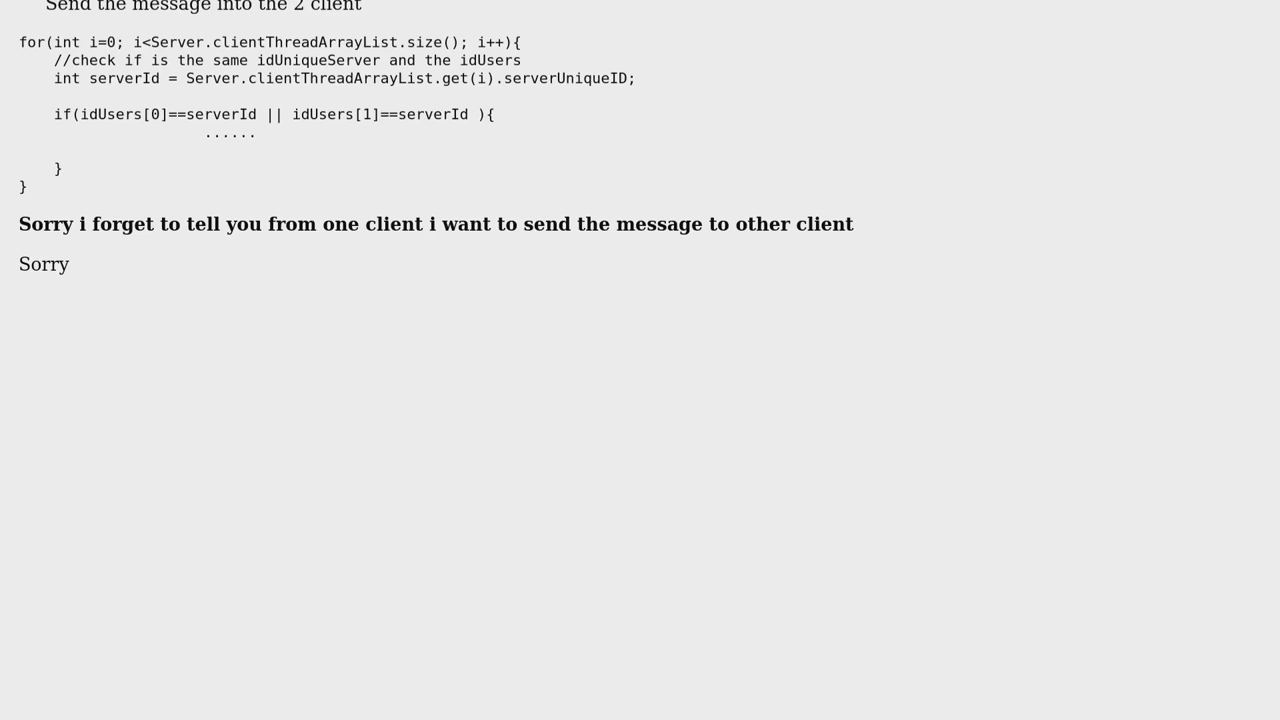 Send the message into the 2 client
for(int i=0; i<Server.clientThreadArrayList.size(); i++){
    //check if is the same idUniqueServer and the idUsers
    int serverId = Server.clientThreadArrayList.get(i).serverUniqueID;
    if(idUsers[0]==serverId || idUsers[1]==serverId ){
                     ......
    }
}
Sorry i forget to tell you from one client i want to send the message to other client
Sorry